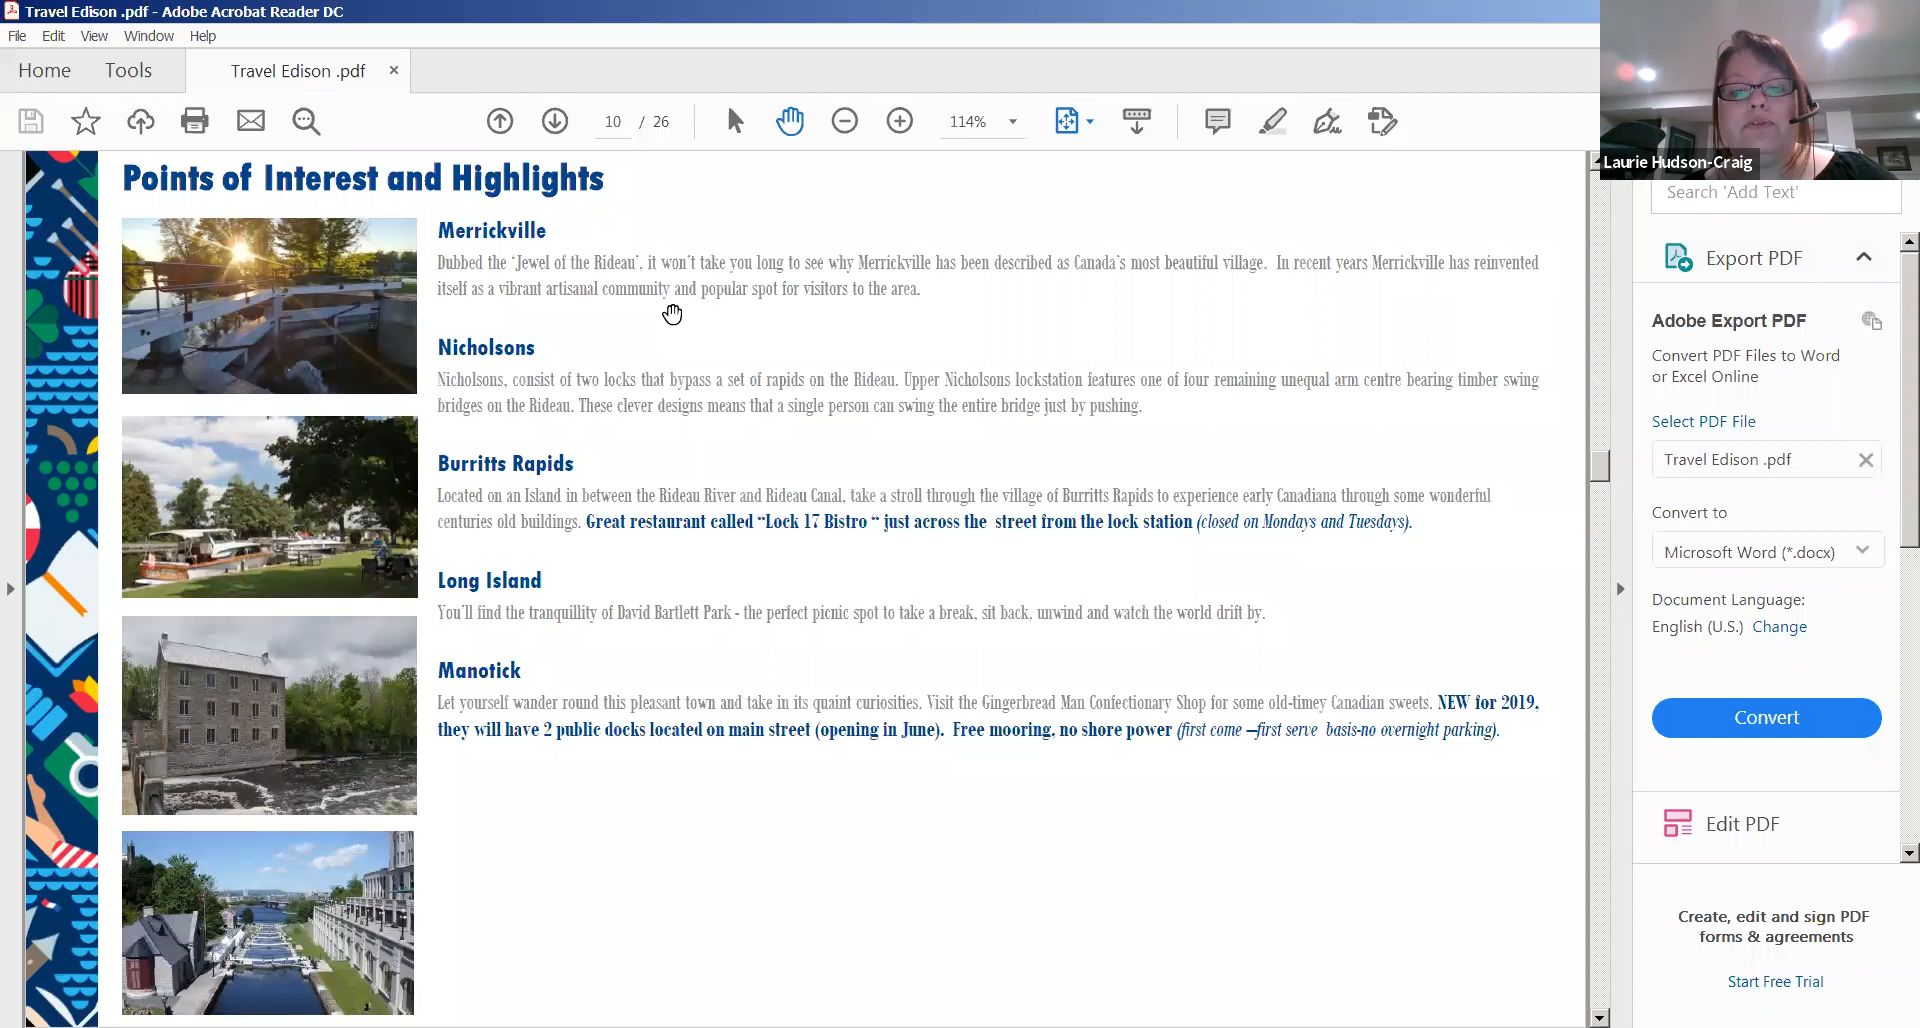 Travel Edison .pdf - Adobe Acrobat Reader DC
File Edit View Window Help
Home Tools Travel Edison .pdf ×
10 / 26 114%
Laurie Hudson-Craig
Points of Interest and Highlights
Merrickville
Dubbed the ‘Jewel of the Rideau’, it won’t take you long to see why Merrickville has been described as Canada’s most beautiful village. In recent years Merrickville has reinvented
itself as a vibrant artisanal community and popular spot for visitors to the area.
Nicholsons
Nicholsons, consist of two locks that bypass a set of rapids on the Rideau. Upper Nicholsons lockstation features one of four remaining unequal arm centre bearing timber swing
bridges on the Rideau. These clever designs means that a single person can swing the entire bridge just by pushing.
Burritts Rapids
Located on an Island in between the Rideau River and Rideau Canal, take a stroll through the village of Burritts Rapids to experience early Canadiana through some wonderful
centuries old buildings. Great restaurant called “Lock 17 Bistro “ just across the street from the lock station (closed on Mondays and Tuesdays).
Long Island
You’ll find the tranquillity of David Bartlett Park - the perfect picnic spot to take a break, sit back, unwind and watch the world drift by.
Manotick
Let yourself wander round this pleasant town and take in its quaint curiosities. Visit the Gingerbread Man Confectionary Shop for some old-timey Canadian sweets. NEW for 2019,
they will have 2 public docks located on main street (opening in June). Free mooring, no shore power (first come –first serve basis-no overnight parking).
Search 'Add Text'
Export PDF
Adobe Export PDF
Convert PDF Files to Word
or Excel Online
Select PDF File
Travel Edison .pdf
Convert to
Microsoft Word (*.docx)
Document Language:
English (U.S.) Change
Convert
Edit PDF
Create, edit and sign PDF
forms & agreements
Start Free Trial